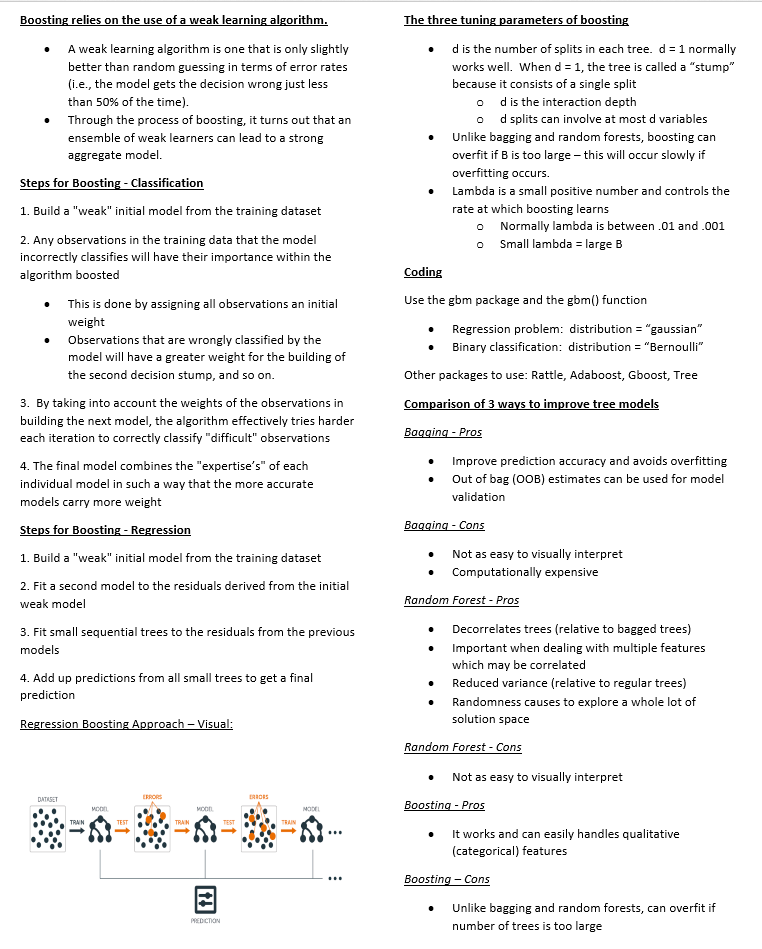 Boosting relies on the use of a weak learning algorithm.
• A weak learning algorithm is one that is only slightly
better than random guessing in terms of error rates
(i.e., the model gets the decision wrong just less
than 50% of the time).
• Through the process of boosting, it turns out that an
ensemble of weak learners can lead to a strong
aggregate model.
Steps for Boosting - Classification
1. Build a "weak" initial model from the training dataset
2. Any observations in the training data that the model
incorrectly classifies will have their importance within the
algorithm boosted
• This is done by assigning all observations an initial
weight
• Observations that are wrongly classified by the
model will have a greater weight for the building of
the second decision stump, and so on.
3. By taking into account the weights of the observations in
building the next model, the algorithm effectively tries harder
each iteration to correctly classify "difficult" observations
4. The final model combines the "expertise's" of each
individual model in such a way that the more accurate
models carry more weight
Steps for Boosting - Regression
1. Build a "weak" initial model from the training dataset
2. Fit a second model to the residuals derived from the initial
weak model
3. Fit small sequential trees to the residuals from the previous
models
4. Add up predictions from all small trees to get a final
prediction
Regression Boosting Approach – Visual:
DATASET
TRAIN
MODEL
TEST
ERRORS
TRAIN
MODEL
TEST
ERRORS
TRAIN
MODEL
PREDICTION
The three tuning parameters of boosting
• d is the number of splits in each tree. d = 1 normally
works well. When d = 1, the tree is called a “stump”
because it consists of a single split
o d is the interaction depth
o d splits can involve at most d variables
• Unlike bagging and random forests, boosting can
overfit if B is too large – this will occur slowly if
overfitting occurs.
• Lambda is a small positive number and controls the
rate at which boosting learns
o Normally lambda is between .01 and .001
o Small lambda = large B
Coding
Use the gbm package and the gbm() function
• Regression problem: distribution = “gaussian”
• Binary classification: distribution = “Bernoulli”
Other packages to use: Rattle, Adaboost, Gboost, Tree
Comparison of 3 ways to improve tree models
Bagging - Pros
• Improve prediction accuracy and avoids overfitting
• Out of bag (OOB) estimates can be used for model
validation
Bagging - Cons
• Not as easy to visually interpret
• Computationally expensive
Random Forest - Pros
• Decorrelates trees (relative to bagged trees)
• Important when dealing with multiple features
which may be correlated
• Reduced variance (relative to regular trees)
• Randomness causes to explore a whole lot of
solution space
Random Forest - Cons
• Not as easy to visually interpret
Boosting - Pros
• It works and can easily handles qualitative
(categorical) features
Boosting – Cons
• Unlike bagging and random forests, can overfit if
number of trees is too large